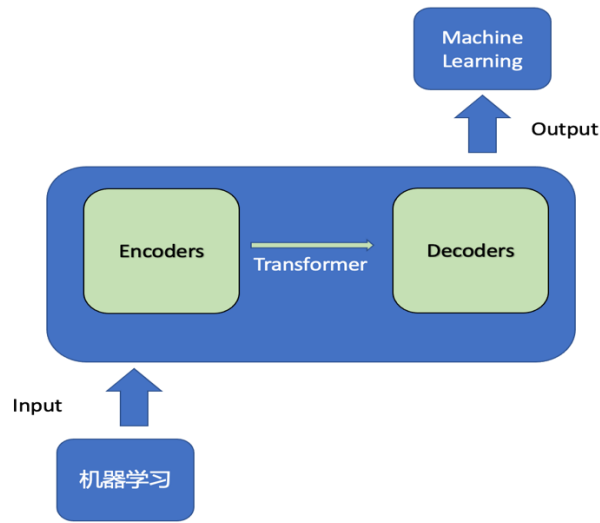 Machine
Learning
Output
Encoders
Transformer
Decoders
Input
机器学习